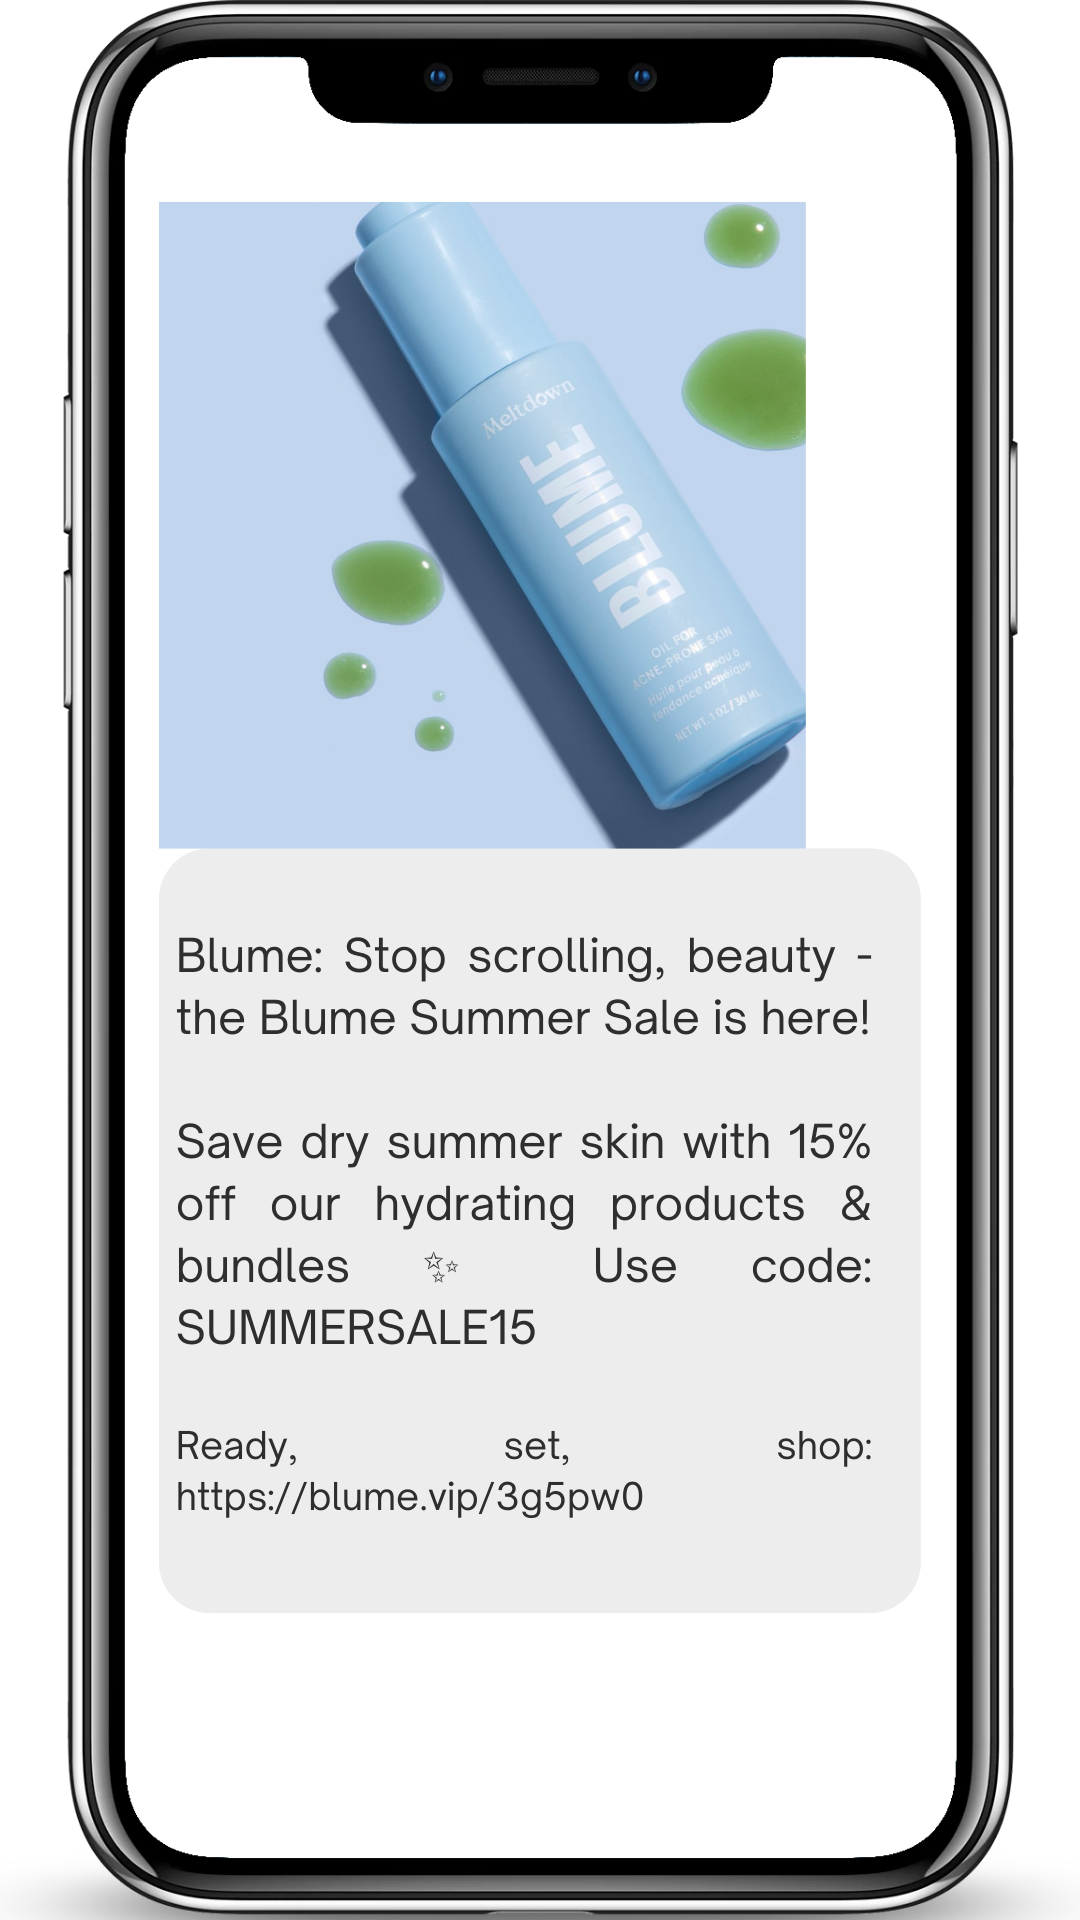 Meltdown
BLUME
OIL FOR
ACNE-PRONE SKIN
Huile pour peau à
tendance acnéique
NET WT. 1 OZ / 30 ML
Blume: Stop scrolling, beauty -
the Blume Summer Sale is here!
Save dry summer skin with 15%
off our hydrating products &
bundles ✨ Use code:
SUMMERSALE15
Ready, set, shop:
https://blume.vip/3g5pw0